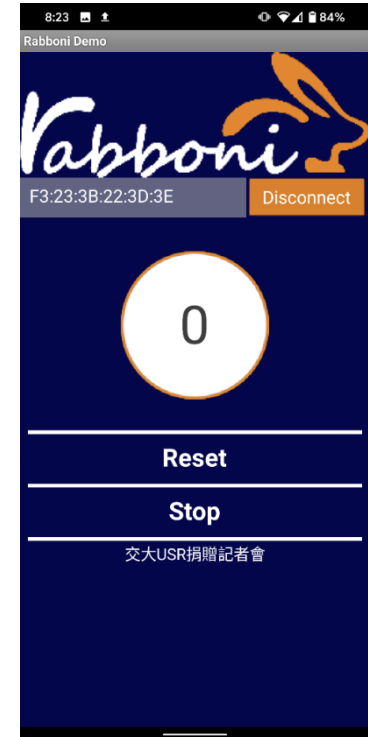 8:23 84%
Rabboni Demo
rabboni
F3:23:3B:22:3D:3E Disconnect
0
Reset
Stop
交大USR捐贈記者會